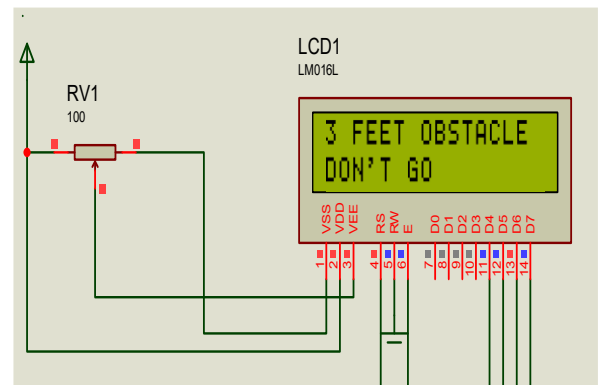 LCD1
LM016L
RV1
100
3 FEET OBSTACLE
DON'T GO
VSS VDD VEE RS RW E D0 D1 D2 D3 D4 D5 D6 D7
1 2 3 4 5 6 7 8 9 10 11 12 13 14